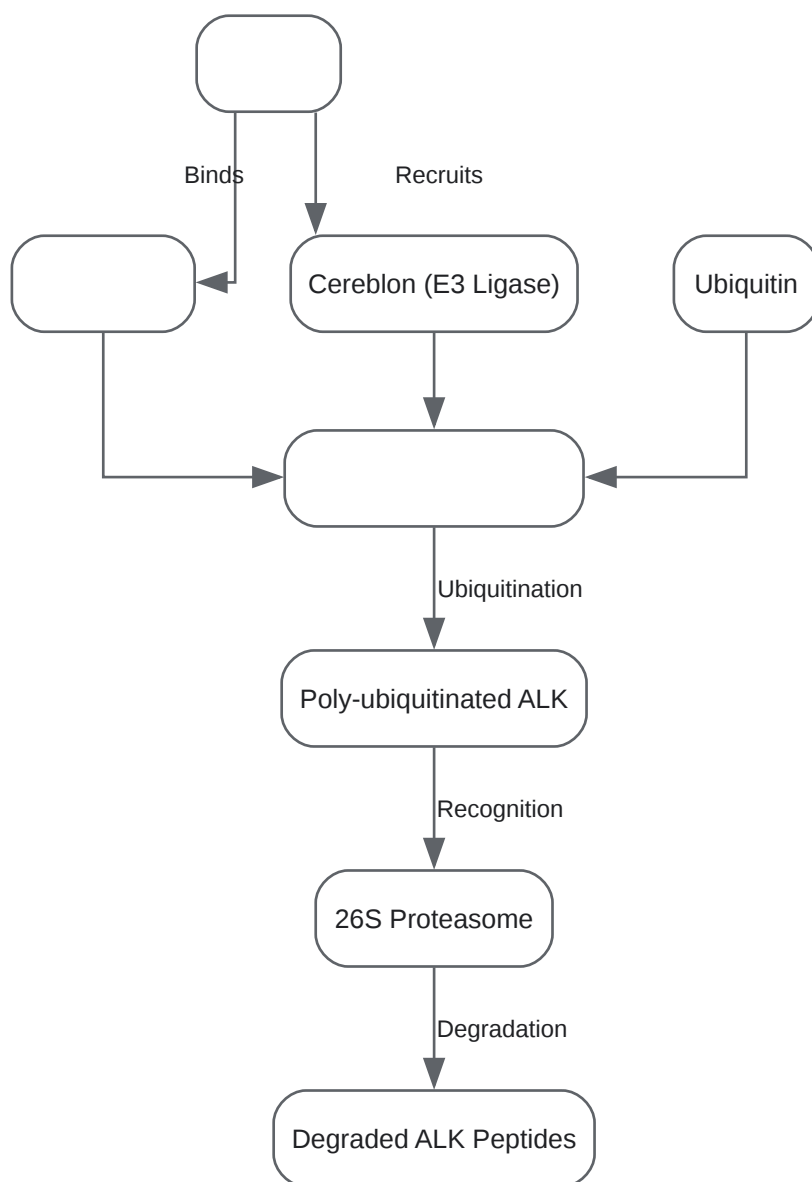 Binds
Recruits
Cereblon (E3 Ligase)
Ubiquitin
Ubiquitination
Poly-ubiquitinated ALK
Recognition
26S Proteasome
Degradation
Degraded ALK Peptides